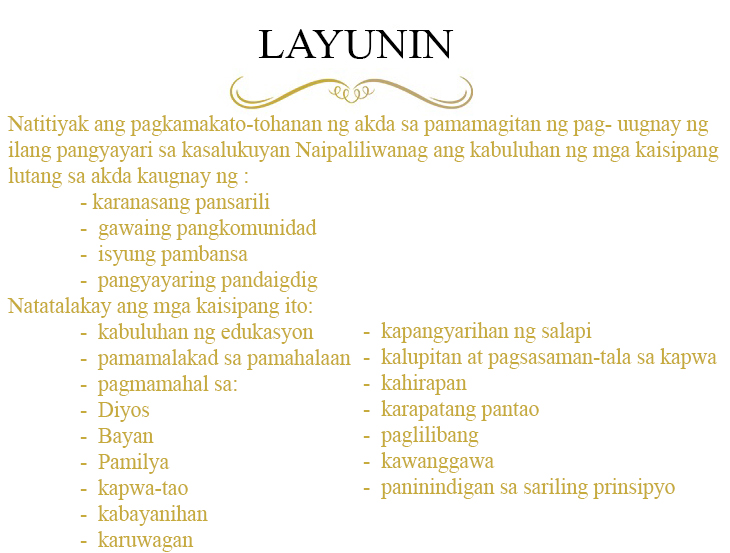 LAYUNIN
Natitiyak ang pagkamakato-tohanan ng akda sa pamamagitan ng pag- uugnay ng
ilang pangyayari sa kasalukuyan Naipaliliwanag ang kabuluhan ng mga kaisipang
lutang sa akda kaugnay ng :
- karanasang pansarili
- gawaing pangkomunidad
- isyung pambansa
- pangyayaring pandaigdig
Natatalakay ang mga kaisipang ito:
- kabuluhan ng edukasyon
- pamamalakad sa pamahalaan
- pagmamahal sa:
- Diyos
- Bayan
- Pamilya
- kapwa-tao
- kabayanihan
- karuwagan
- kapangyarihan ng salapi
- kalupitan at pagsasaman-tala sa kapwa
- kahirapan
- karapatang pantao
- paglilibang
- kawanggawa
- paninindigan sa sariling prinsipyo